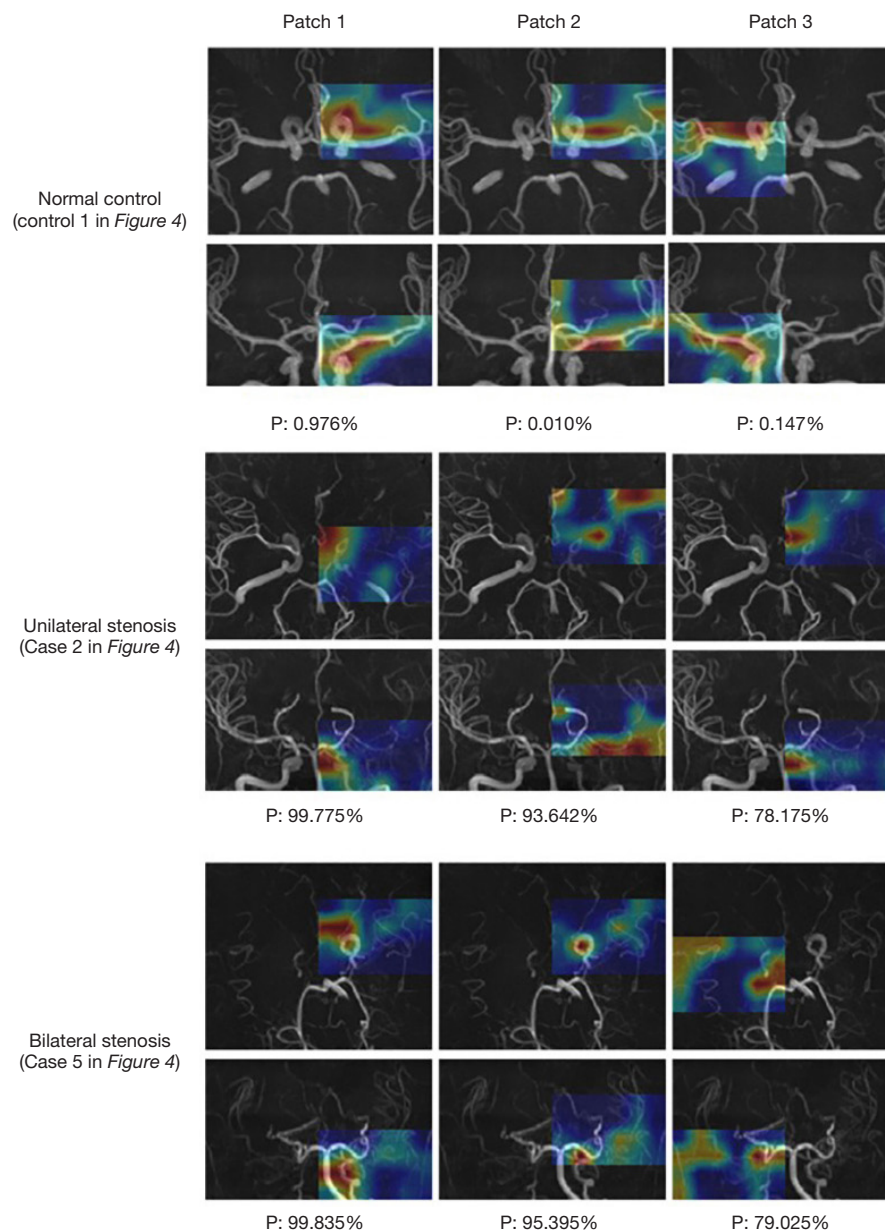 Patch 1
Patch 2
Patch 3
Normal control
(control 1 in Figure 4)
P: 0.976%
P: 0.010%
P: 0.147%
Unilateral stenosis
(Case 2 in Figure 4)
P: 99.775%
P: 93.642%
P: 78.175%
Bilateral stenosis
(Case 5 in Figure 4)
P: 99.835%
P: 95.395%
P: 79.025%